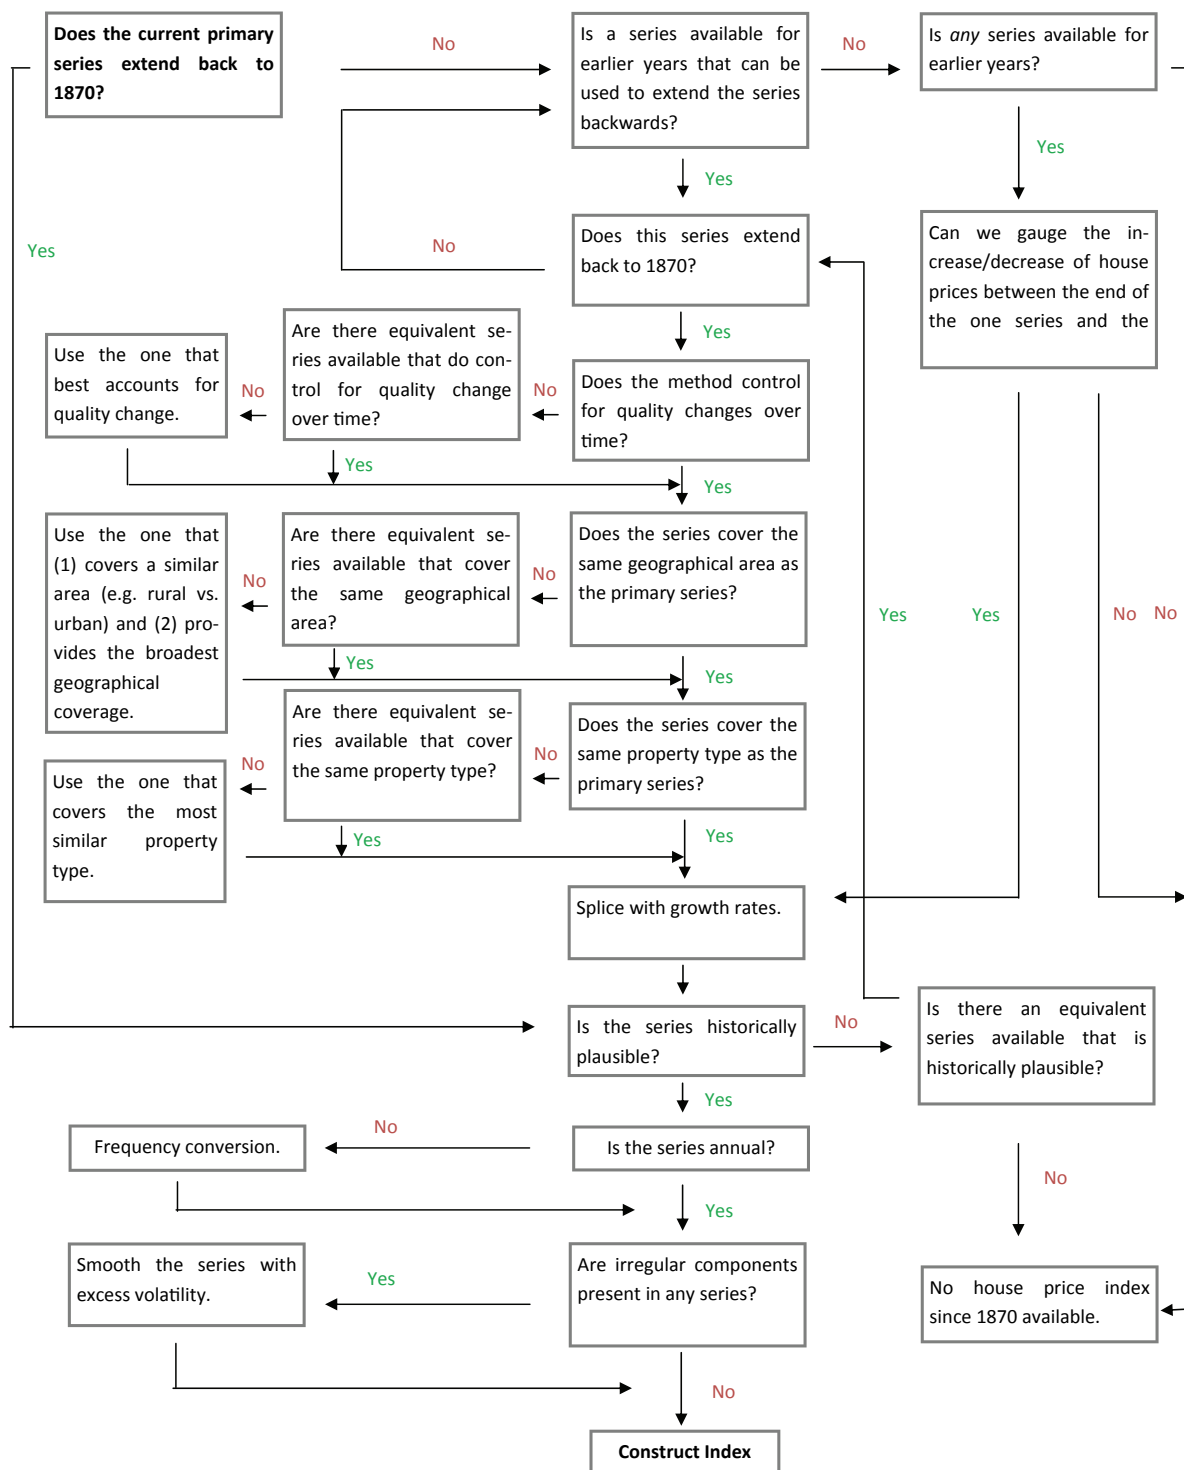 Does the current primary
series extend back to
1870?
No
Is a series available for
earlier years that can be
used to extend the series
backwards?
No
Is any series available for
earlier years?
Yes
Yes
Yes
No
Does this series extend
back to 1870?
Can we gauge the in-
crease/decrease of house
prices between the end of
the one series and the
Yes
Use the one that
best accounts for
quality change.
No
Are there equivalent se-
ries available that do con-
trol for quality change
over time?
No
Does the method control
for quality changes over
time?
Yes
Yes
Use the one that
(1) covers a similar
area (e.g. rural vs.
urban) and (2) pro-
vides the broadest
geographical
coverage.
No
Are there equivalent se-
ries available that cover
the same geographical
area?
No
Does the series cover the
same geographical area as
the primary series?
Yes
Yes
No
No
Yes
Yes
Use the one that
covers the most
similar property
type.
No
Are there equivalent se-
ries available that cover
the same property type?
No
Does the series cover the
same property type as the
primary series?
Yes
Yes
Splice with growth rates.
Is the series historically
plausible?
No
Is there an equivalent
series available that is
historically plausible?
Yes
Frequency conversion.
No
Is the series annual?
No
Yes
Smooth the series with
excess volatility.
Yes
Are irregular components
present in any series?
No house price index
since 1870 available.
No
Construct Index